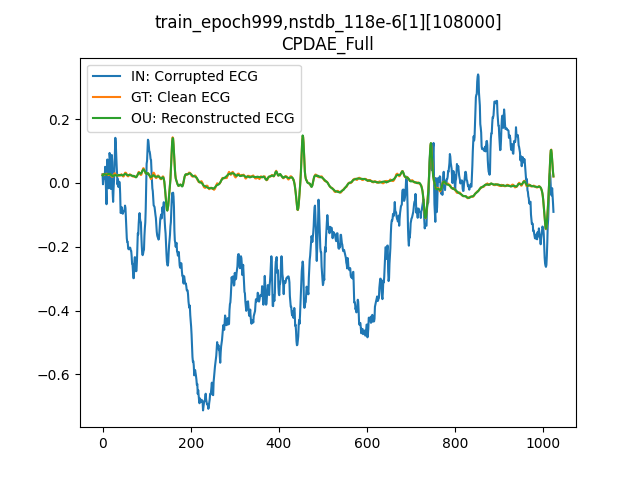 train_epoch999,nstdb_118e-6[1][108000]
CPDAE_Full
IN: Corrupted ECG
GT: Clean ECG
OU: Reconstructed ECG
0.2
0.0
−0.2
−0.4
−0.6
0 200 400 600 800 1000